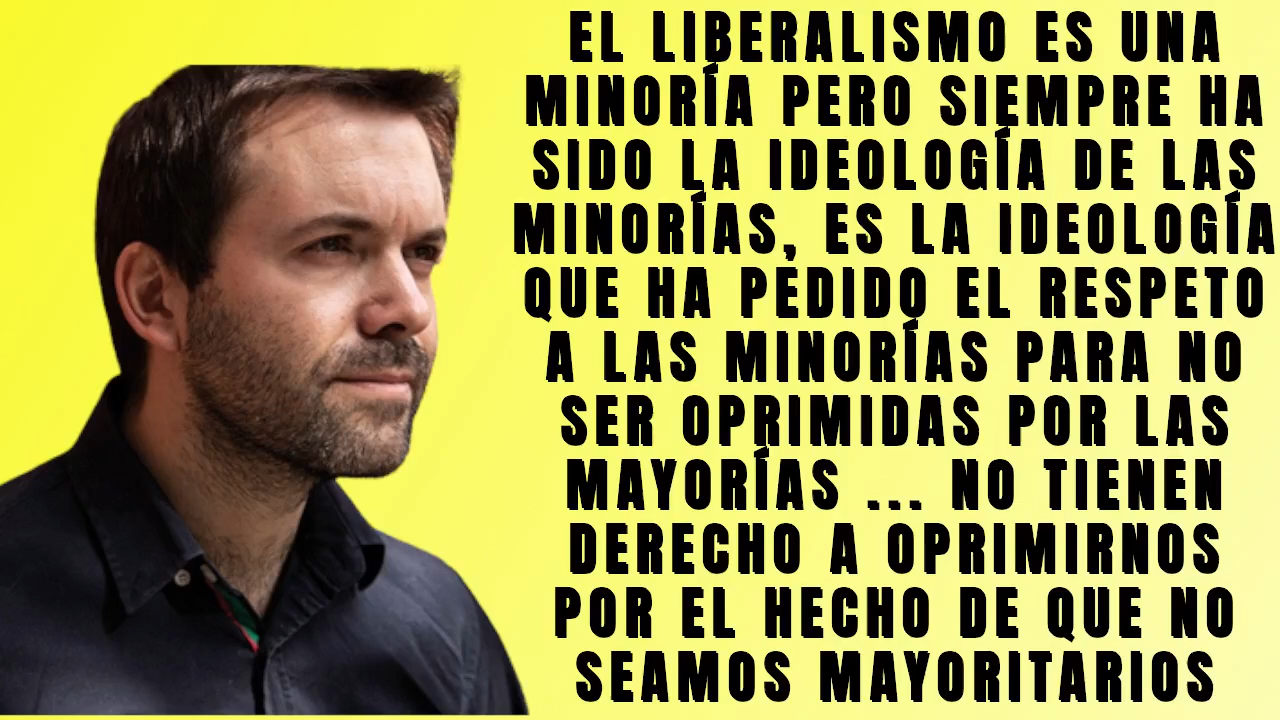 EL LIBERALISMO ES UNA
MINORÍA PERO SIEMPRE HA
SIDO LA IDEOLOGÍA DE LAS
MINORÍAS, ES LA IDEOLOGÍA
QUE HA PEDIDO EL RESPETO
A LAS MINORÍAS PARA NO
SER OPRIMIDAS POR LAS
MAYORÍAS ... NO TIENEN
DERECHO A OPRIMIRNOS
POR EL HECHO DE QUE NO
SEAMOS MAYORITARIOS